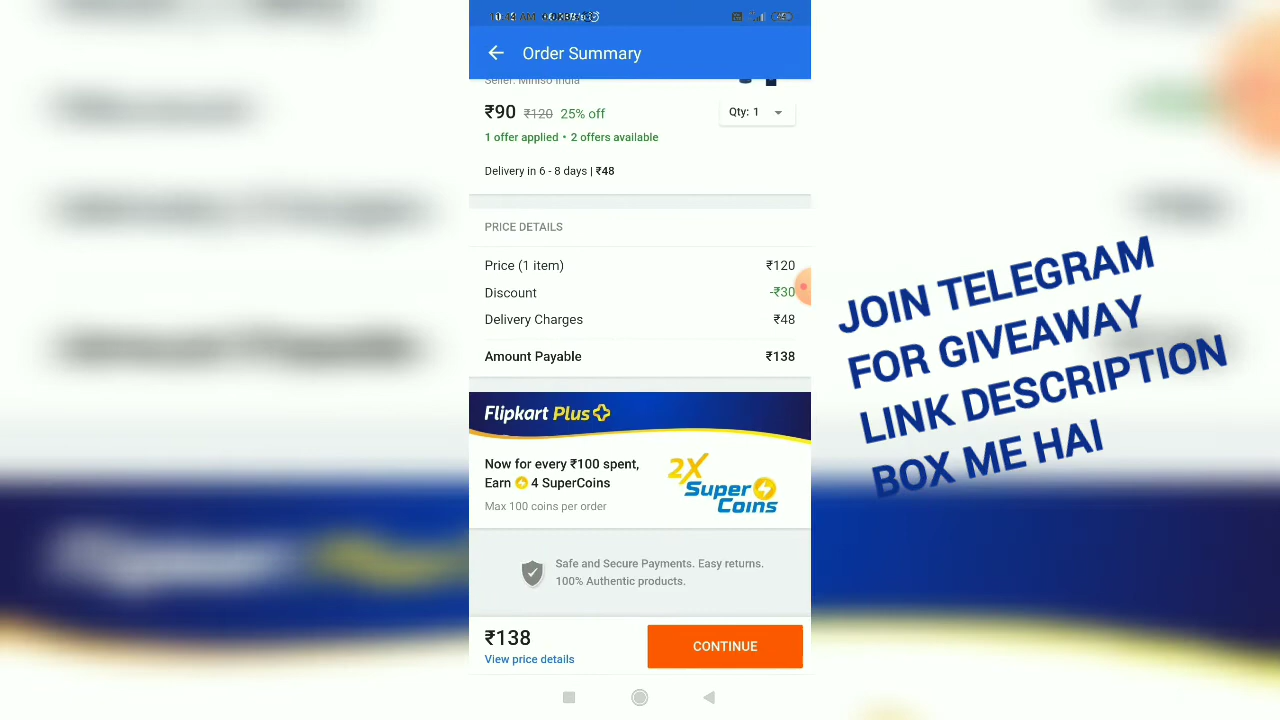 Order Summary
Seller: Miniso India
₹90 ₹120 25% off
Qty: 1
1 offer applied • 2 offers available
Delivery in 6 - 8 days | ₹48
PRICE DETAILS
Price (1 item) ₹120
Discount -₹30
Delivery Charges ₹48
Amount Payable ₹138
Flipkart Plus
Now for every ₹100 spent,
Earn 4 SuperCoins
Max 100 coins per order
2X
Super
Coins
Safe and Secure Payments. Easy returns.
100% Authentic products.
₹138
View price details
CONTINUE
JOIN TELEGRAM
FOR GIVEAWAY
LINK DESCRIPTION
BOX ME HAI